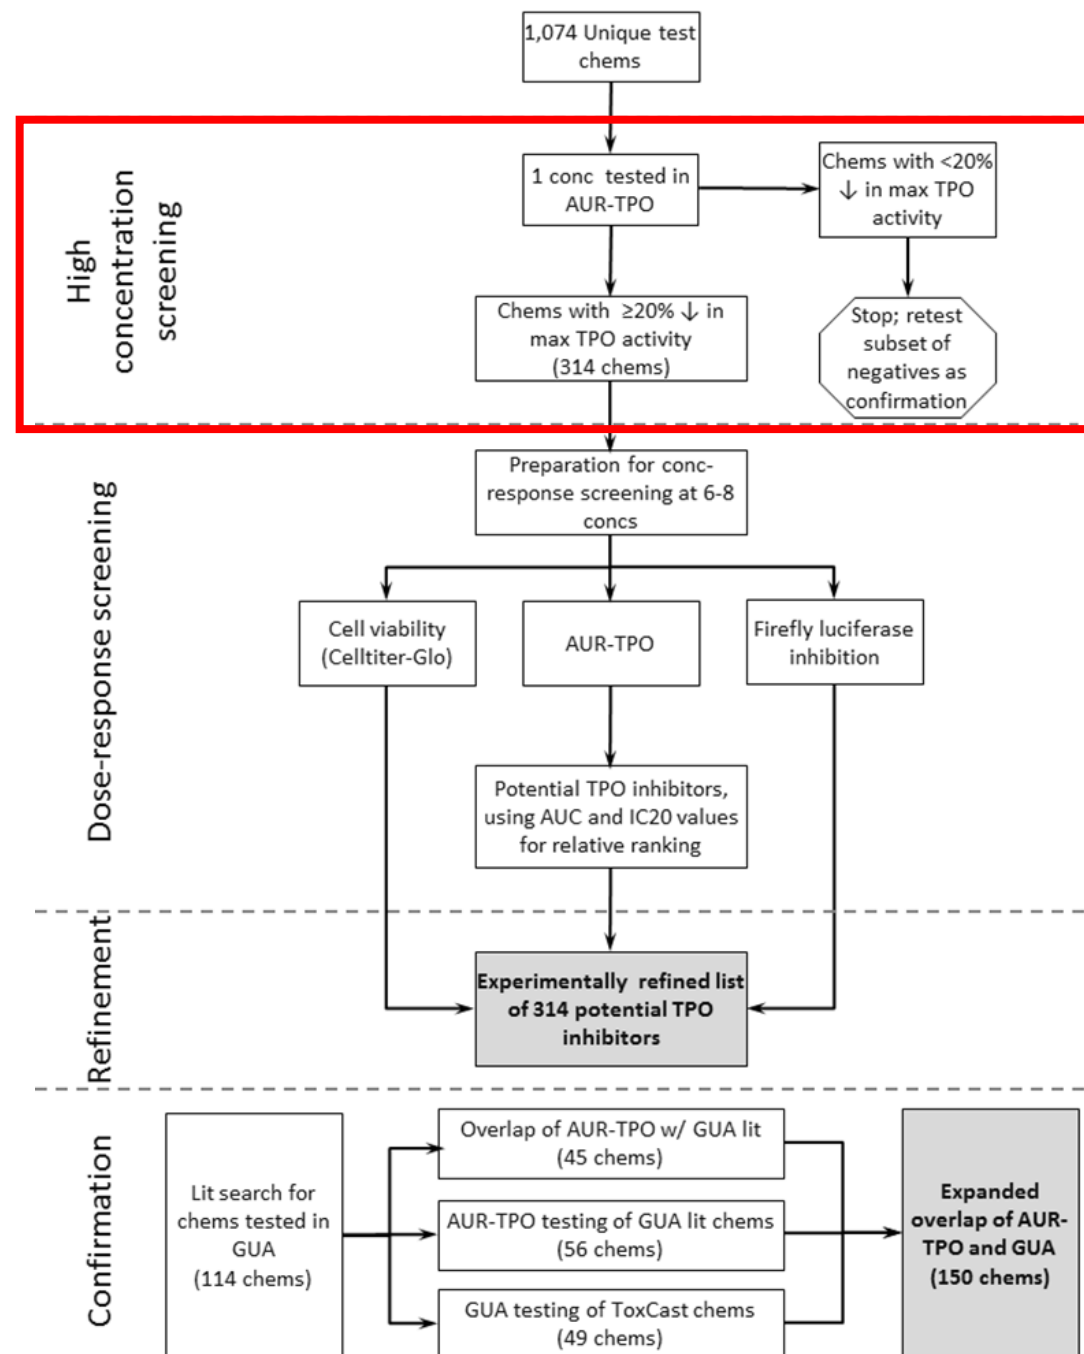 1,074 Unique test
chems
High
concentration
screening
1 conc  tested in
AUR-TPO
Chems with <20%
↓ in max TPO
activity
Chems with  ≥20% ↓ in
max TPO activity
(314 chems)
Stop; retest
subset of
negatives as
confirmation
Dose-response screening
Preparation for conc-
response screening at 6-8
concs
Cell viability
(Celltiter-Glo)
AUR-TPO
Firefly luciferase
inhibition
Potential TPO inhibitors,
using AUC and IC20 values
for relative ranking
Refinement
Experimentally  refined list
of 314 potential TPO
inhibitors
Confirmation
Lit search for
chems tested in
GUA
(114 chems)
Overlap of AUR-TPO w/ GUA lit
(45 chems)
AUR-TPO testing of GUA lit chems
(56 chems)
GUA testing of ToxCast chems
(49 chems)
Expanded
overlap of AUR-
TPO and GUA
(150 chems)